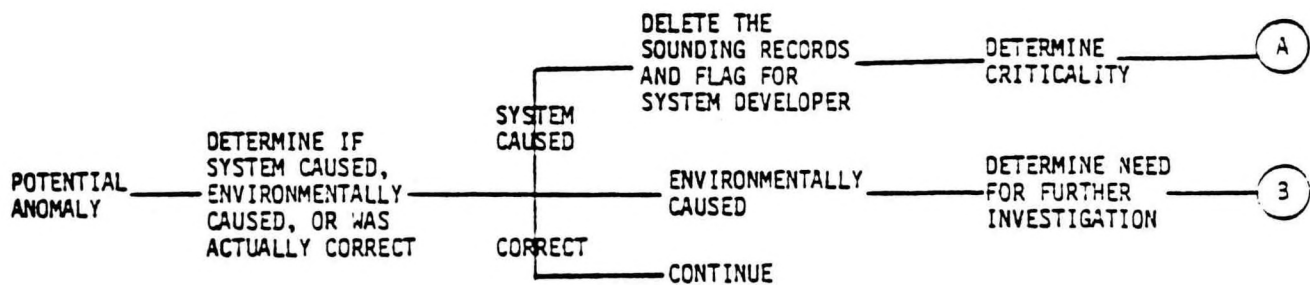 DELETE THE
SOUNDING RECORDS
AND FLAG FOR
SYSTEM DEVELOPER
DETERMINE
CRITICALITY
A
SYSTEM
CAUSED
POTENTIAL
ANOMALY
DETERMINE IF
SYSTEM CAUSED,
ENVIRONMENTALLY
CAUSED, OR WAS
ACTUALLY CORRECT
ENVIRONMENTALLY
CAUSED
DETERMINE NEED
FOR FURTHER
INVESTIGATION
3
CORRECT
CONTINUE